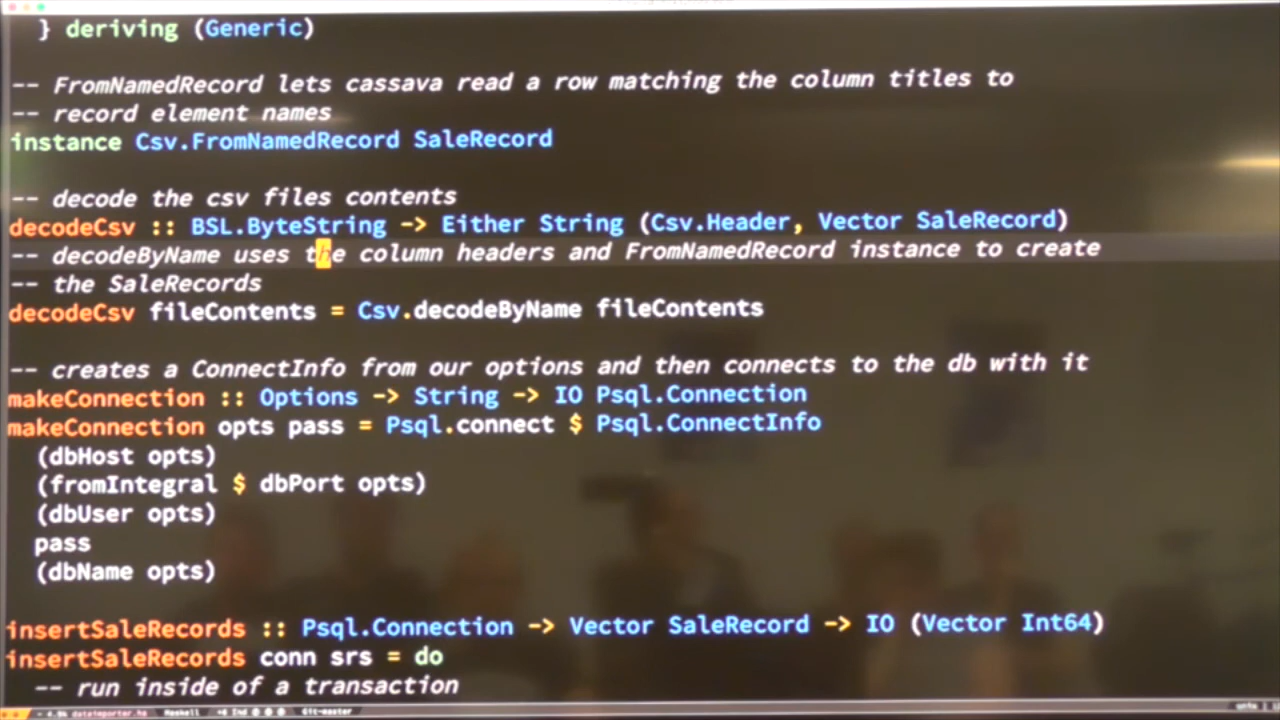 } deriving (Generic)
-- FromNamedRecord lets cassava read a row matching the column titles to
-- record element names
instance Csv.FromNamedRecord SaleRecord
-- decode the csv files contents
decodeCsv :: BSL.ByteString -> Either String (Csv.Header, Vector SaleRecord)
-- decodeByName uses the column headers and FromNamedRecord instance to create
-- the SaleRecords
decodeCsv fileContents = Csv.decodeByName fileContents
-- creates a ConnectInfo from our options and then connects to the db with it
makeConnection :: Options -> String -> IO Psql.Connection
makeConnection opts pass = Psql.connect $ Psql.ConnectInfo
(dbHost opts)
(fromIntegral $ dbPort opts)
(dbUser opts)
pass
(dbName opts)
insertSaleRecords :: Psql.Connection -> Vector SaleRecord -> IO (Vector Int64)
insertSaleRecords conn srs = do
-- run inside of a transaction
dataimporter.hs Haskell Git-master